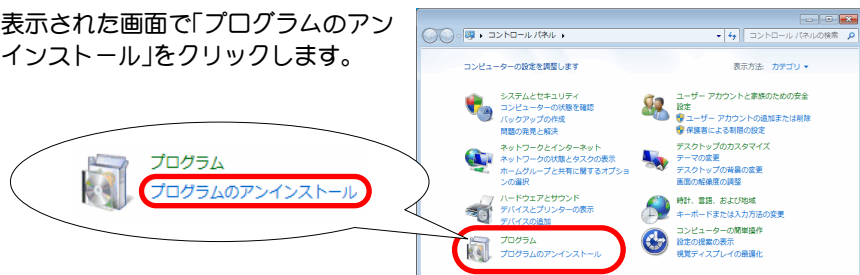 表示された画面で「プログラムのアン
インストール」をクリックします。
プログラム
プログラムのアンインストール
コントロール パネル
コントロール パネルの検索
コンピューターの設定を調整します
表示方法: カテゴリ
システムとセキュリティ
コンピューターの状態を確認
バックアップの作成
問題の発見と解決
ネットワークとインターネット
ネットワークの状態とタスクの表示
ホームグループと共有に関するオプショ
ンの選択
ハードウェアとサウンド
デバイスとプリンターの表示
デバイスの追加
プログラム
プログラムのアンインストール
ユーザー アカウントと家族のための安全
設定
ユーザー アカウントの追加または削除
保護者による制限の設定
デスクトップのカスタマイズ
テーマの変更
デスクトップの背景の変更
画面の解像度の調整
時計、言語、および地域
キーボードまたは入力方法の変更
コンピューターの簡単操作
設定の提案の表示
視覚ディスプレイの最適化